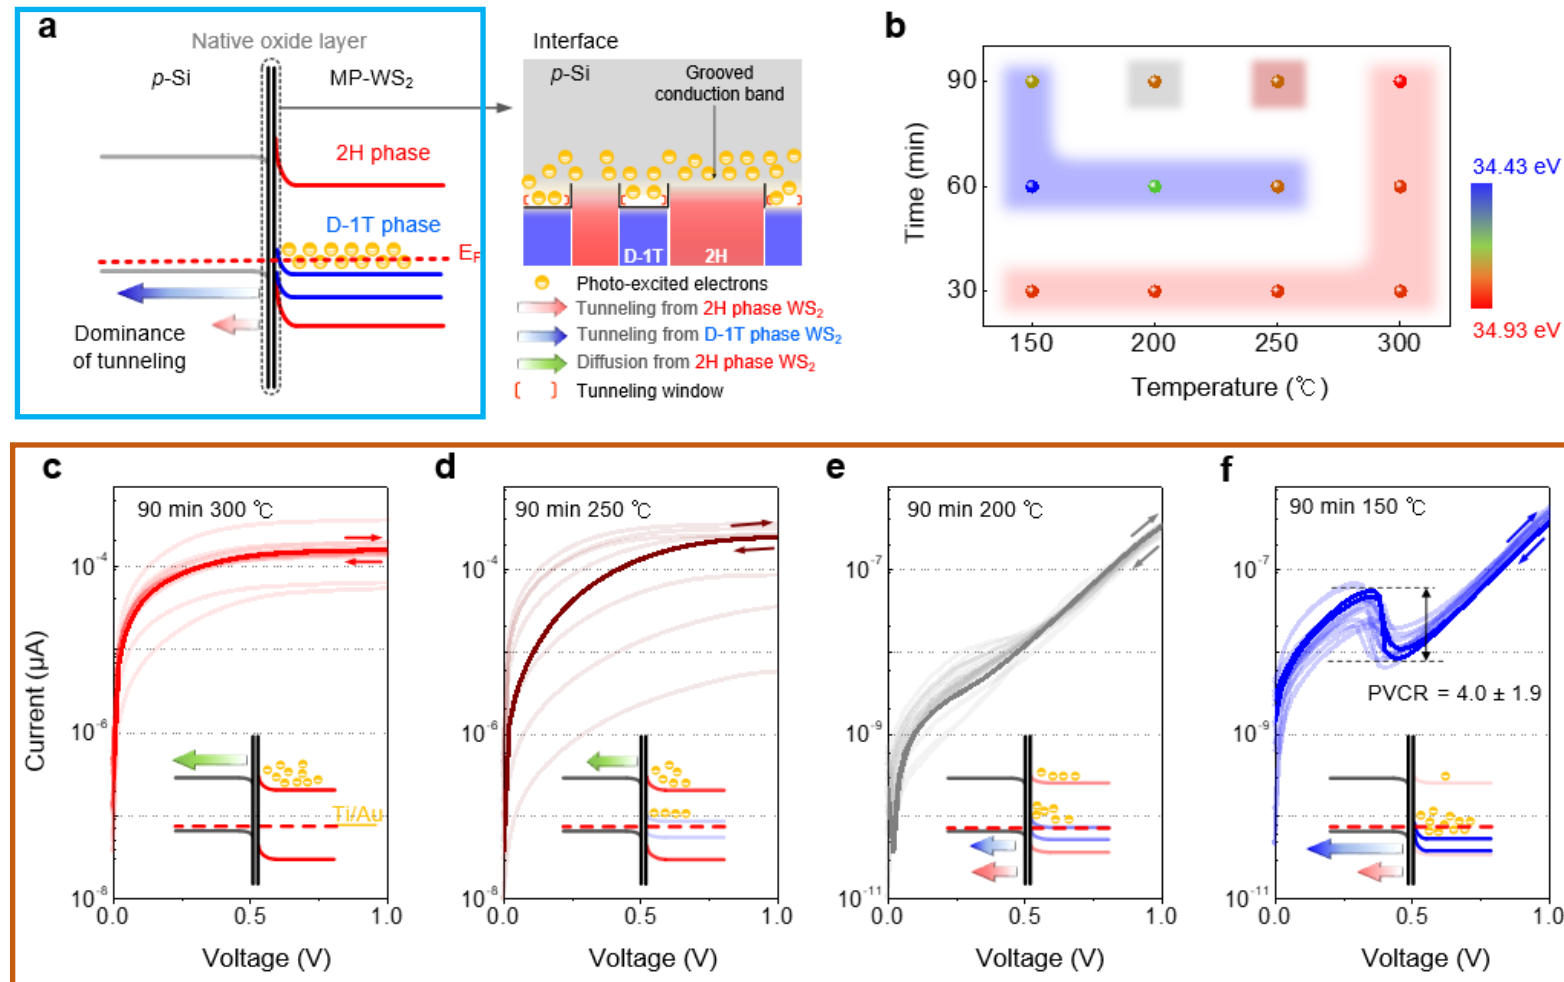 a
Native oxide layer
p-Si
MP-WS₂
2H phase
D-1T phase
E_F
Dominance
of tunneling
Interface
p-Si
Grooved
conduction band
D-1T
2H
Photo-excited electrons
Tunneling from 2H phase WS₂
Tunneling from D-1T phase WS₂
Diffusion from 2H phase WS₂
Tunneling window
b
Time (min)
90
60
30
150
200
250
300
Temperature (℃)
34.43 eV
34.93 eV
c
90 min 300 ℃
Current (µA)
10⁻⁴
10⁻⁶
10⁻⁸
Ti/Au
0.0
0.5
1.0
Voltage (V)
d
90 min 250 ℃
10⁻⁴
10⁻⁶
10⁻⁸
0.0
0.5
1.0
Voltage (V)
e
90 min 200 ℃
10⁻⁷
10⁻⁹
10⁻¹¹
0.0
0.5
1.0
Voltage (V)
f
90 min 150 ℃
10⁻⁷
10⁻⁹
10⁻¹¹
PVCR = 4.0 ± 1.9
0.0
0.5
1.0
Voltage (V)